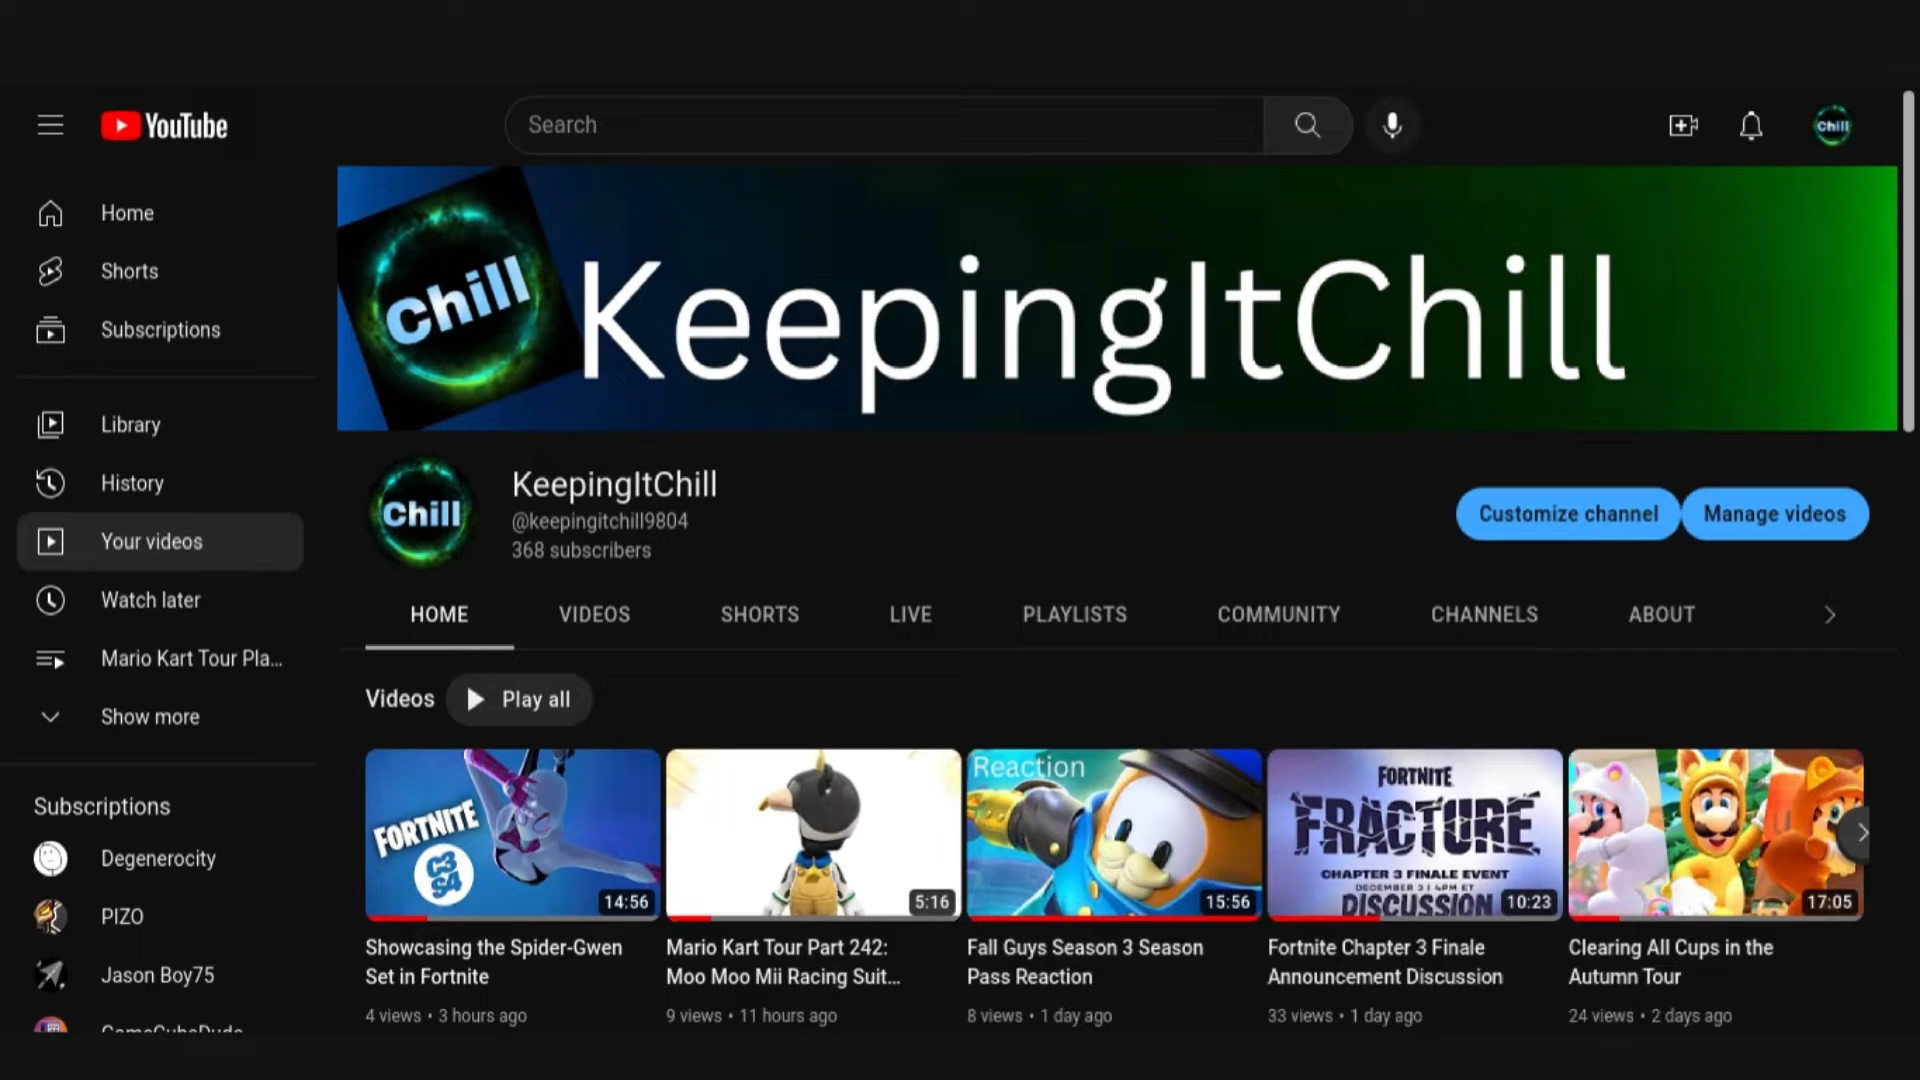 YouTube
Search
Chill
Home
Shorts
Subscriptions
Library
History
Your videos
Watch later
Mario Kart Tour Pla...
Show more
Subscriptions
Degenerocity
PIZO
Jason Boy75
GameCubeDude
Chill
KeepingItChill
Chill
KeepingItChill
@keepingitchill9804
368 subscribers
Customize channel
Manage videos
HOME
VIDEOS
SHORTS
LIVE
PLAYLISTS
COMMUNITY
CHANNELS
ABOUT
Videos
Play all
FORTNITE
C3
S4
14:56
5:16
Reaction
15:56
FORTNITE
FRACTURE
CHAPTER 3 FINALE EVENT
DECEMBER 3 | 4PM ET
DISCUSSION
10:23
17:05
Showcasing the Spider-Gwen
Set in Fortnite
4 views • 3 hours ago
Mario Kart Tour Part 242:
Moo Moo Mii Racing Suit...
9 views • 11 hours ago
Fall Guys Season 3 Season
Pass Reaction
8 views • 1 day ago
Fortnite Chapter 3 Finale
Announcement Discussion
33 views • 1 day ago
Clearing All Cups in the
Autumn Tour
24 views • 2 days ago